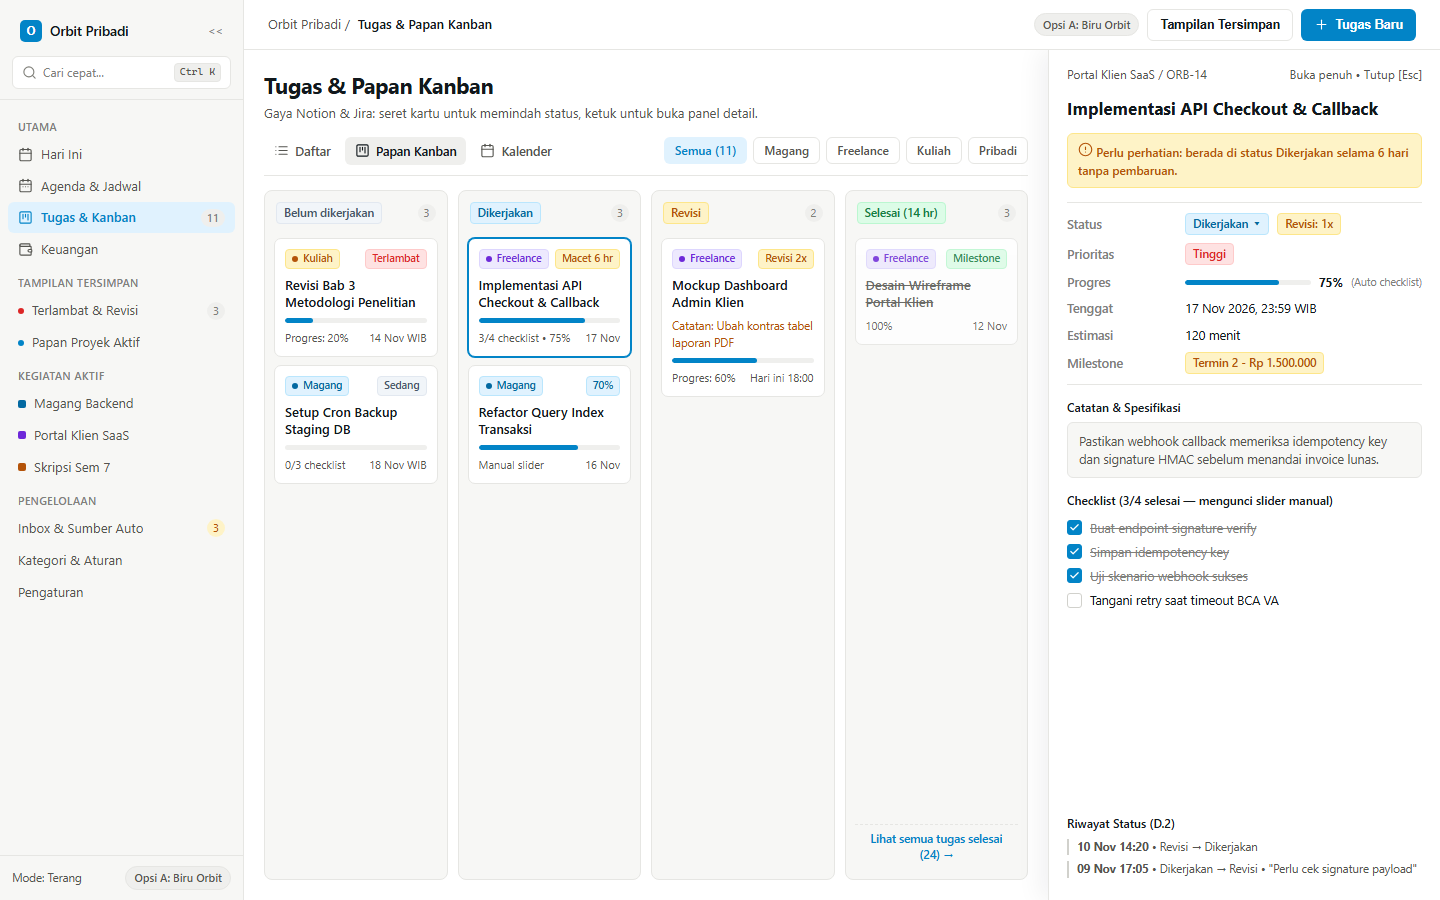 O Orbit Pribadi <<
Cari cepat... Ctrl K
UTAMA
Hari Ini
Agenda & Jadwal
Tugas & Kanban 11
Keuangan
TAMPILAN TERSIMPAN
Terlambat & Revisi 3
Papan Proyek Aktif
KEGIATAN AKTIF
Magang Backend
Portal Klien SaaS
Skripsi Sem 7
PENGELOLAAN
Inbox & Sumber Auto 3
Kategori & Aturan
Pengaturan
Mode: Terang Opsi A: Biru Orbit
Orbit Pribadi / Tugas & Papan Kanban
Opsi A: Biru Orbit Tampilan Tersimpan + Tugas Baru
Tugas & Papan Kanban
Gaya Notion & Jira: seret kartu untuk memindah status, ketuk untuk buka panel detail.
Daftar Papan Kanban Kalender
Semua (11) Magang Freelance Kuliah Pribadi
Belum dikerjakan 3
Kuliah Terlambat
Revisi Bab 3
Metodologi Penelitian
Progres: 20% 14 Nov WIB
Magang Sedang
Setup Cron Backup
Staging DB
0/3 checklist 18 Nov WIB
Dikerjakan 3
Freelance Macet 6 hr
Implementasi API
Checkout & Callback
3/4 checklist • 75% 17 Nov
Magang 70%
Refactor Query Index
Transaksi
Manual slider 16 Nov
Revisi 2
Freelance Revisi 2x
Mockup Dashboard
Admin Klien
Catatan: Ubah kontras tabel
laporan PDF
Progres: 60% Hari ini 18:00
Selesai (14 hr) 3
Freelance Milestone
Desain Wireframe
Portal Klien
100% 12 Nov
Lihat semua tugas selesai
(24) →
Portal Klien SaaS / ORB-14 Buka penuh • Tutup [Esc]
Implementasi API Checkout & Callback
Perlu perhatian: berada di status Dikerjakan selama 6 hari
tanpa pembaruan.
Status Dikerjakan Revisi: 1x
Prioritas Tinggi
Progres 75% (Auto checklist)
Tenggat 17 Nov 2026, 23:59 WIB
Estimasi 120 menit
Milestone Termin 2 - Rp 1.500.000
Catatan & Spesifikasi
Pastikan webhook callback memeriksa idempotency key
dan signature HMAC sebelum menandai invoice lunas.
Checklist (3/4 selesai — mengunci slider manual)
Buat endpoint signature verify
Simpan idempotency key
Uji skenario webhook sukses
Tangani retry saat timeout BCA VA
Riwayat Status (D.2)
10 Nov 14:20 • Revisi → Dikerjakan
09 Nov 17:05 • Dikerjakan → Revisi • "Perlu cek signature payload"